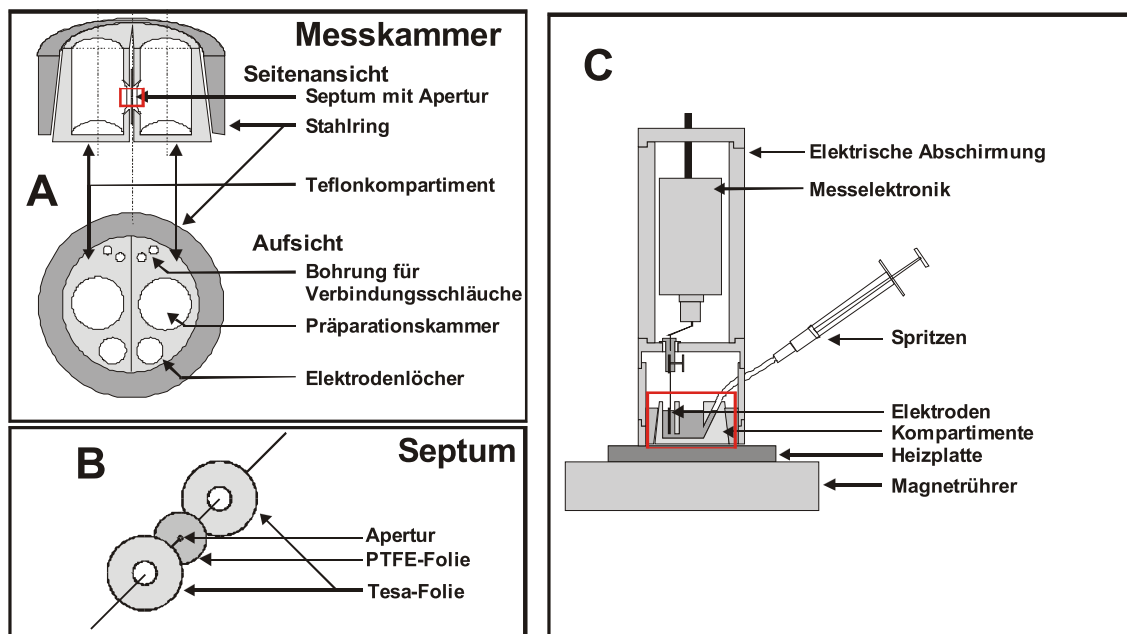 Messkammer
Seitenansicht
Septum mit Apertur
Stahlring
A
Teflonkompartiment
Aufsicht
Bohrung für
Verbindungsschläuche
Präparationskammer
Elektrodenlöcher
B
Septum
Apertur
PTFE-Folie
Tesa-Folie
C
Elektrische Abschirmung
Messelektronik
Spritzen
Elektroden
Kompartimente
Heizplatte
Magnetrührer